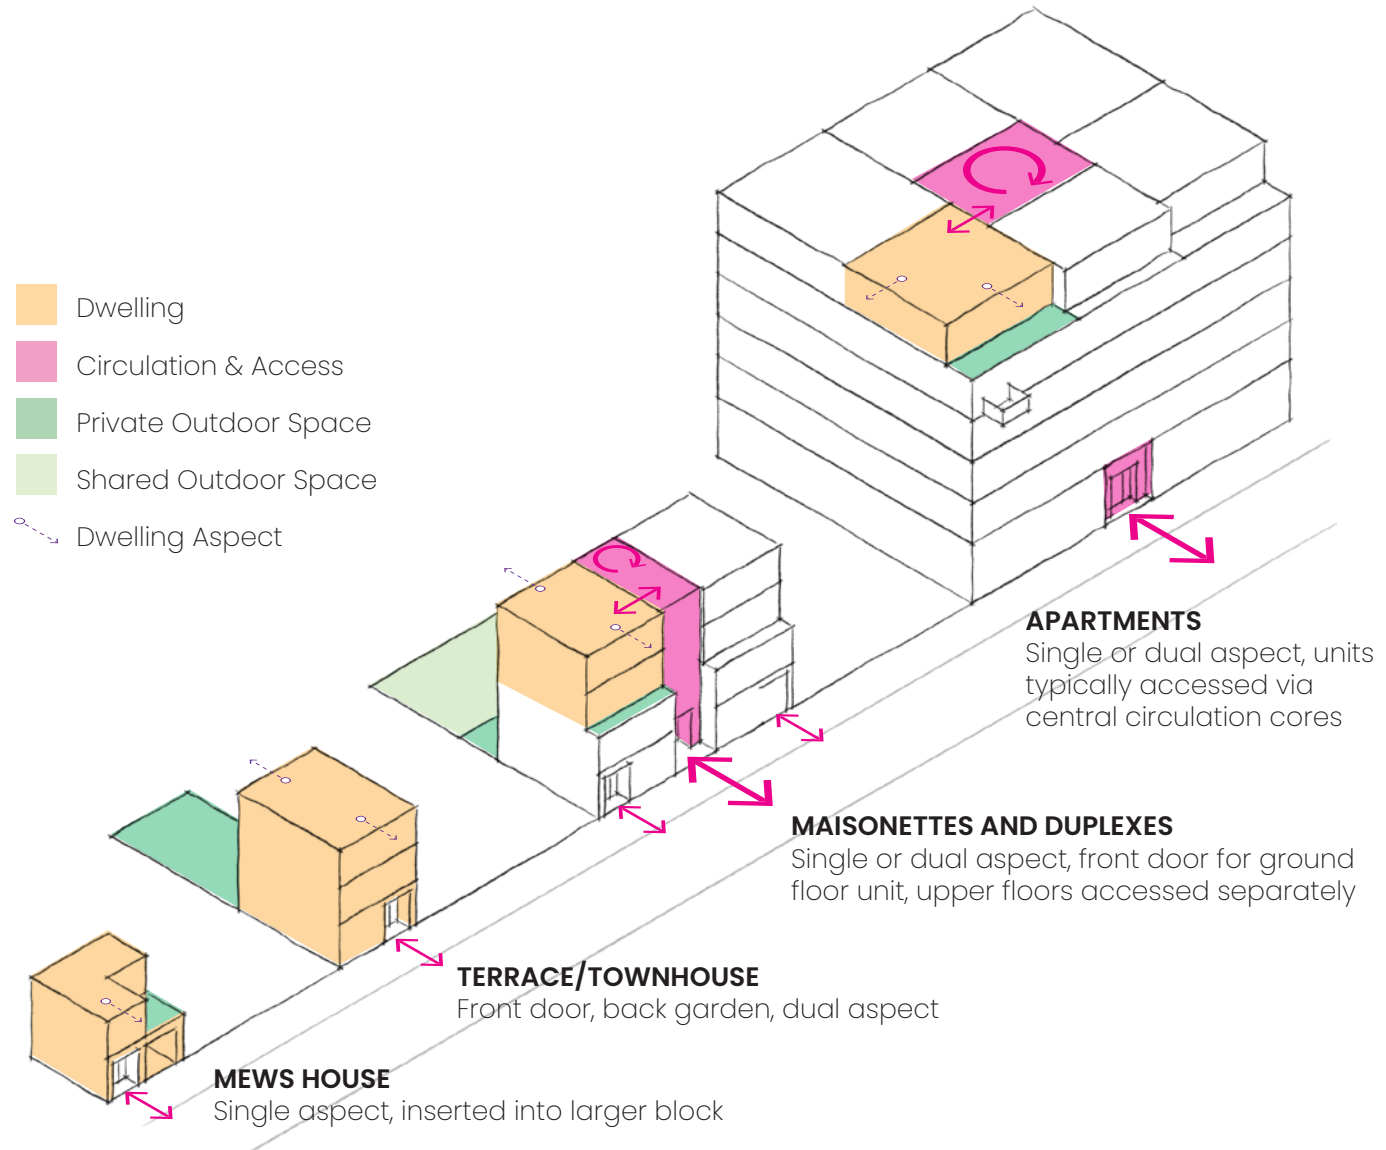 Dwelling
Circulation & Access
Private Outdoor Space
Shared Outdoor Space
Dwelling Aspect
APARTMENTS
Single or dual aspect, units
typically accessed via
central circulation cores
MAISONETTES AND DUPLEXES
Single or dual aspect, front door for ground
floor unit, upper floors accessed separately
TERRACE/TOWNHOUSE
Front door, back garden, dual aspect
MEWS HOUSE
Single aspect, inserted into larger block